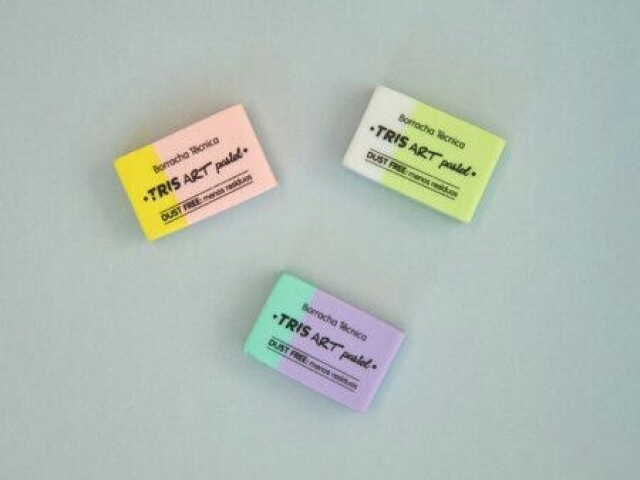 Borracha Técnica
•TRIS ART pastel•
DUST FREE: menos resíduos
Borracha Técnica
•TRIS ART pastel•
DUST FREE: menos resíduos
Borracha Técnica
•TRIS ART pastel•
DUST FREE: menos resíduos